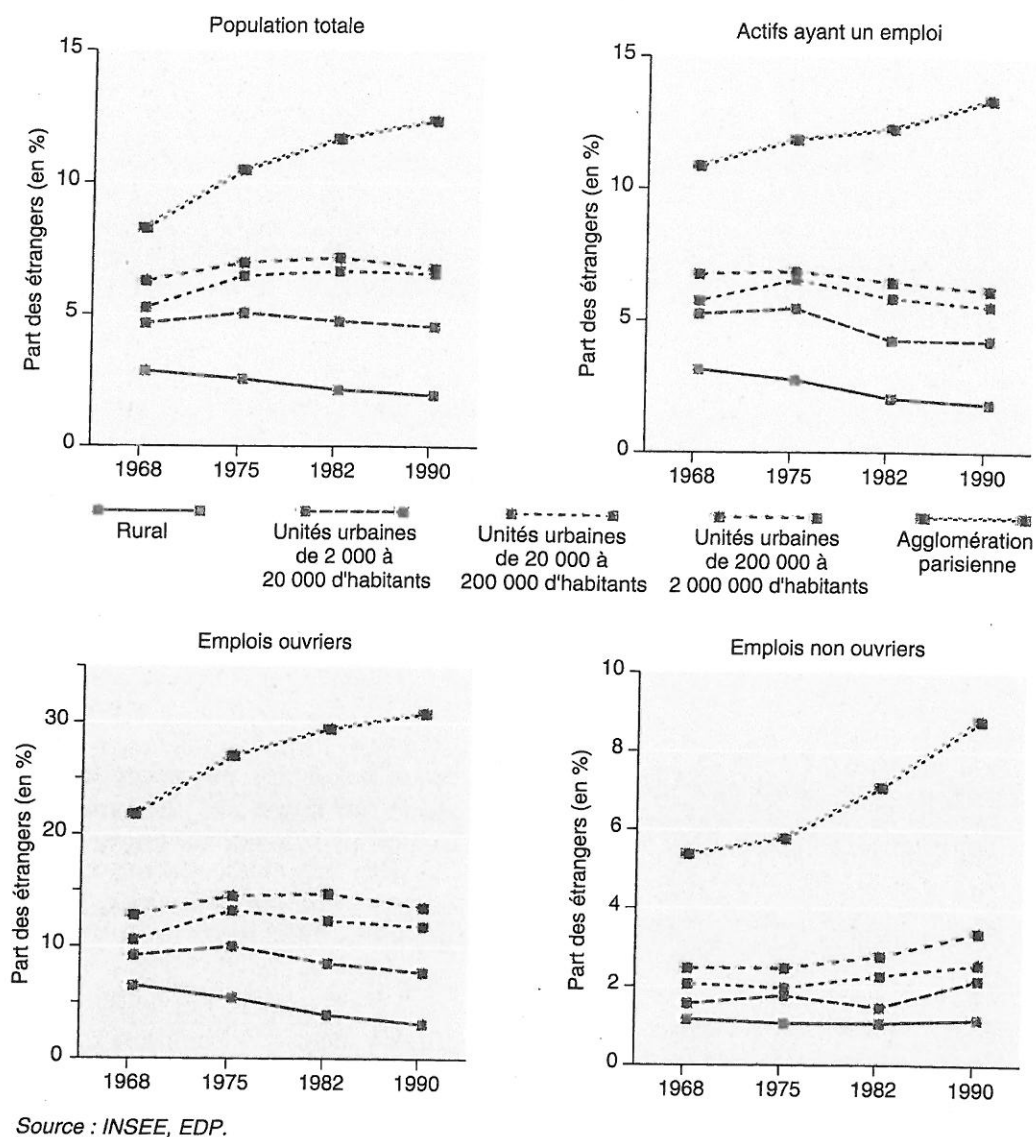 Population totale
Part des étrangers (en %)
15
10
5
0
1968 1975 1982 1990
Actifs ayant un emploi
Part des étrangers (en %)
15
10
5
0
1968 1975 1982 1990
Rural
Unités urbaines
de 2 000 à
20 000 d'habitants
Unités urbaines
de 20 000 à
200 000 d'habitants
Unités urbaines
de 200 000 à
2 000 000 d'habitants
Agglomération
parisienne
Emplois ouvriers
Part des étrangers (en %)
30
20
10
0
1968 1975 1982 1990
Emplois non ouvriers
Part des étrangers (en %)
10
8
6
4
2
0
1968 1975 1982 1990
Source : INSEE, EDP.